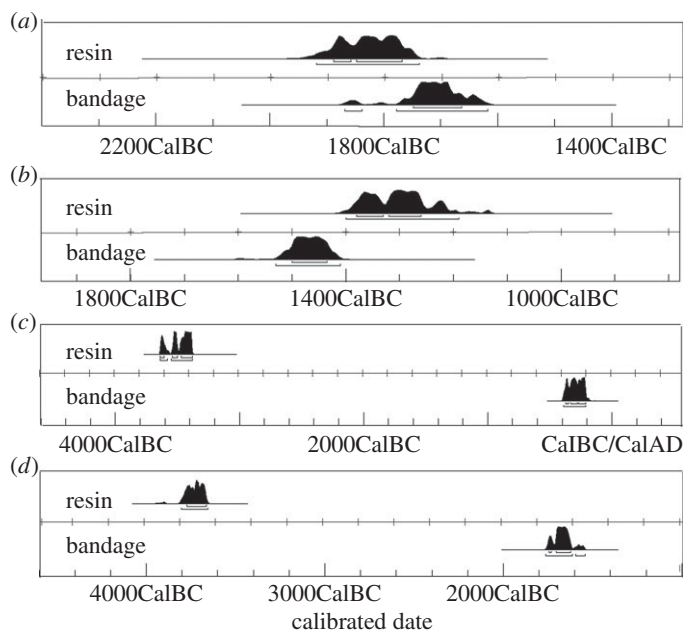 (a)
resin
bandage
2200CalBC 1800CalBC 1400CalBC
(b)
resin
bandage
1800CalBC 1400CalBC 1000CalBC
(c)
resin
bandage
4000CalBC 2000CalBC CalBC/CalAD
(d)
resin
bandage
4000CalBC 3000CalBC 2000CalBC
calibrated date